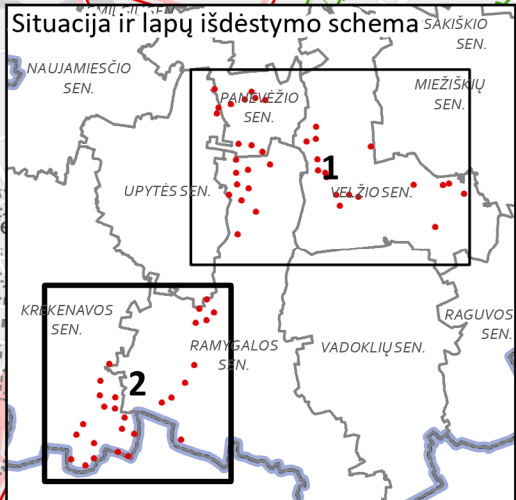 Situacija ir lapų išdėstymo schema
SAKIŠKIO
SEN.
NAUJAMIESČIO
SEN.
MIEŽIŠKIŲ
SEN.
PANEVĖŽIO
SEN.
1
UPYTĖS SEN.
VELŽIO SEN.
KREKENAVOS
SEN.
RAGUVOS
SEN.
RAMYGALOS
SEN.
VADOKLIŲ SEN.
2